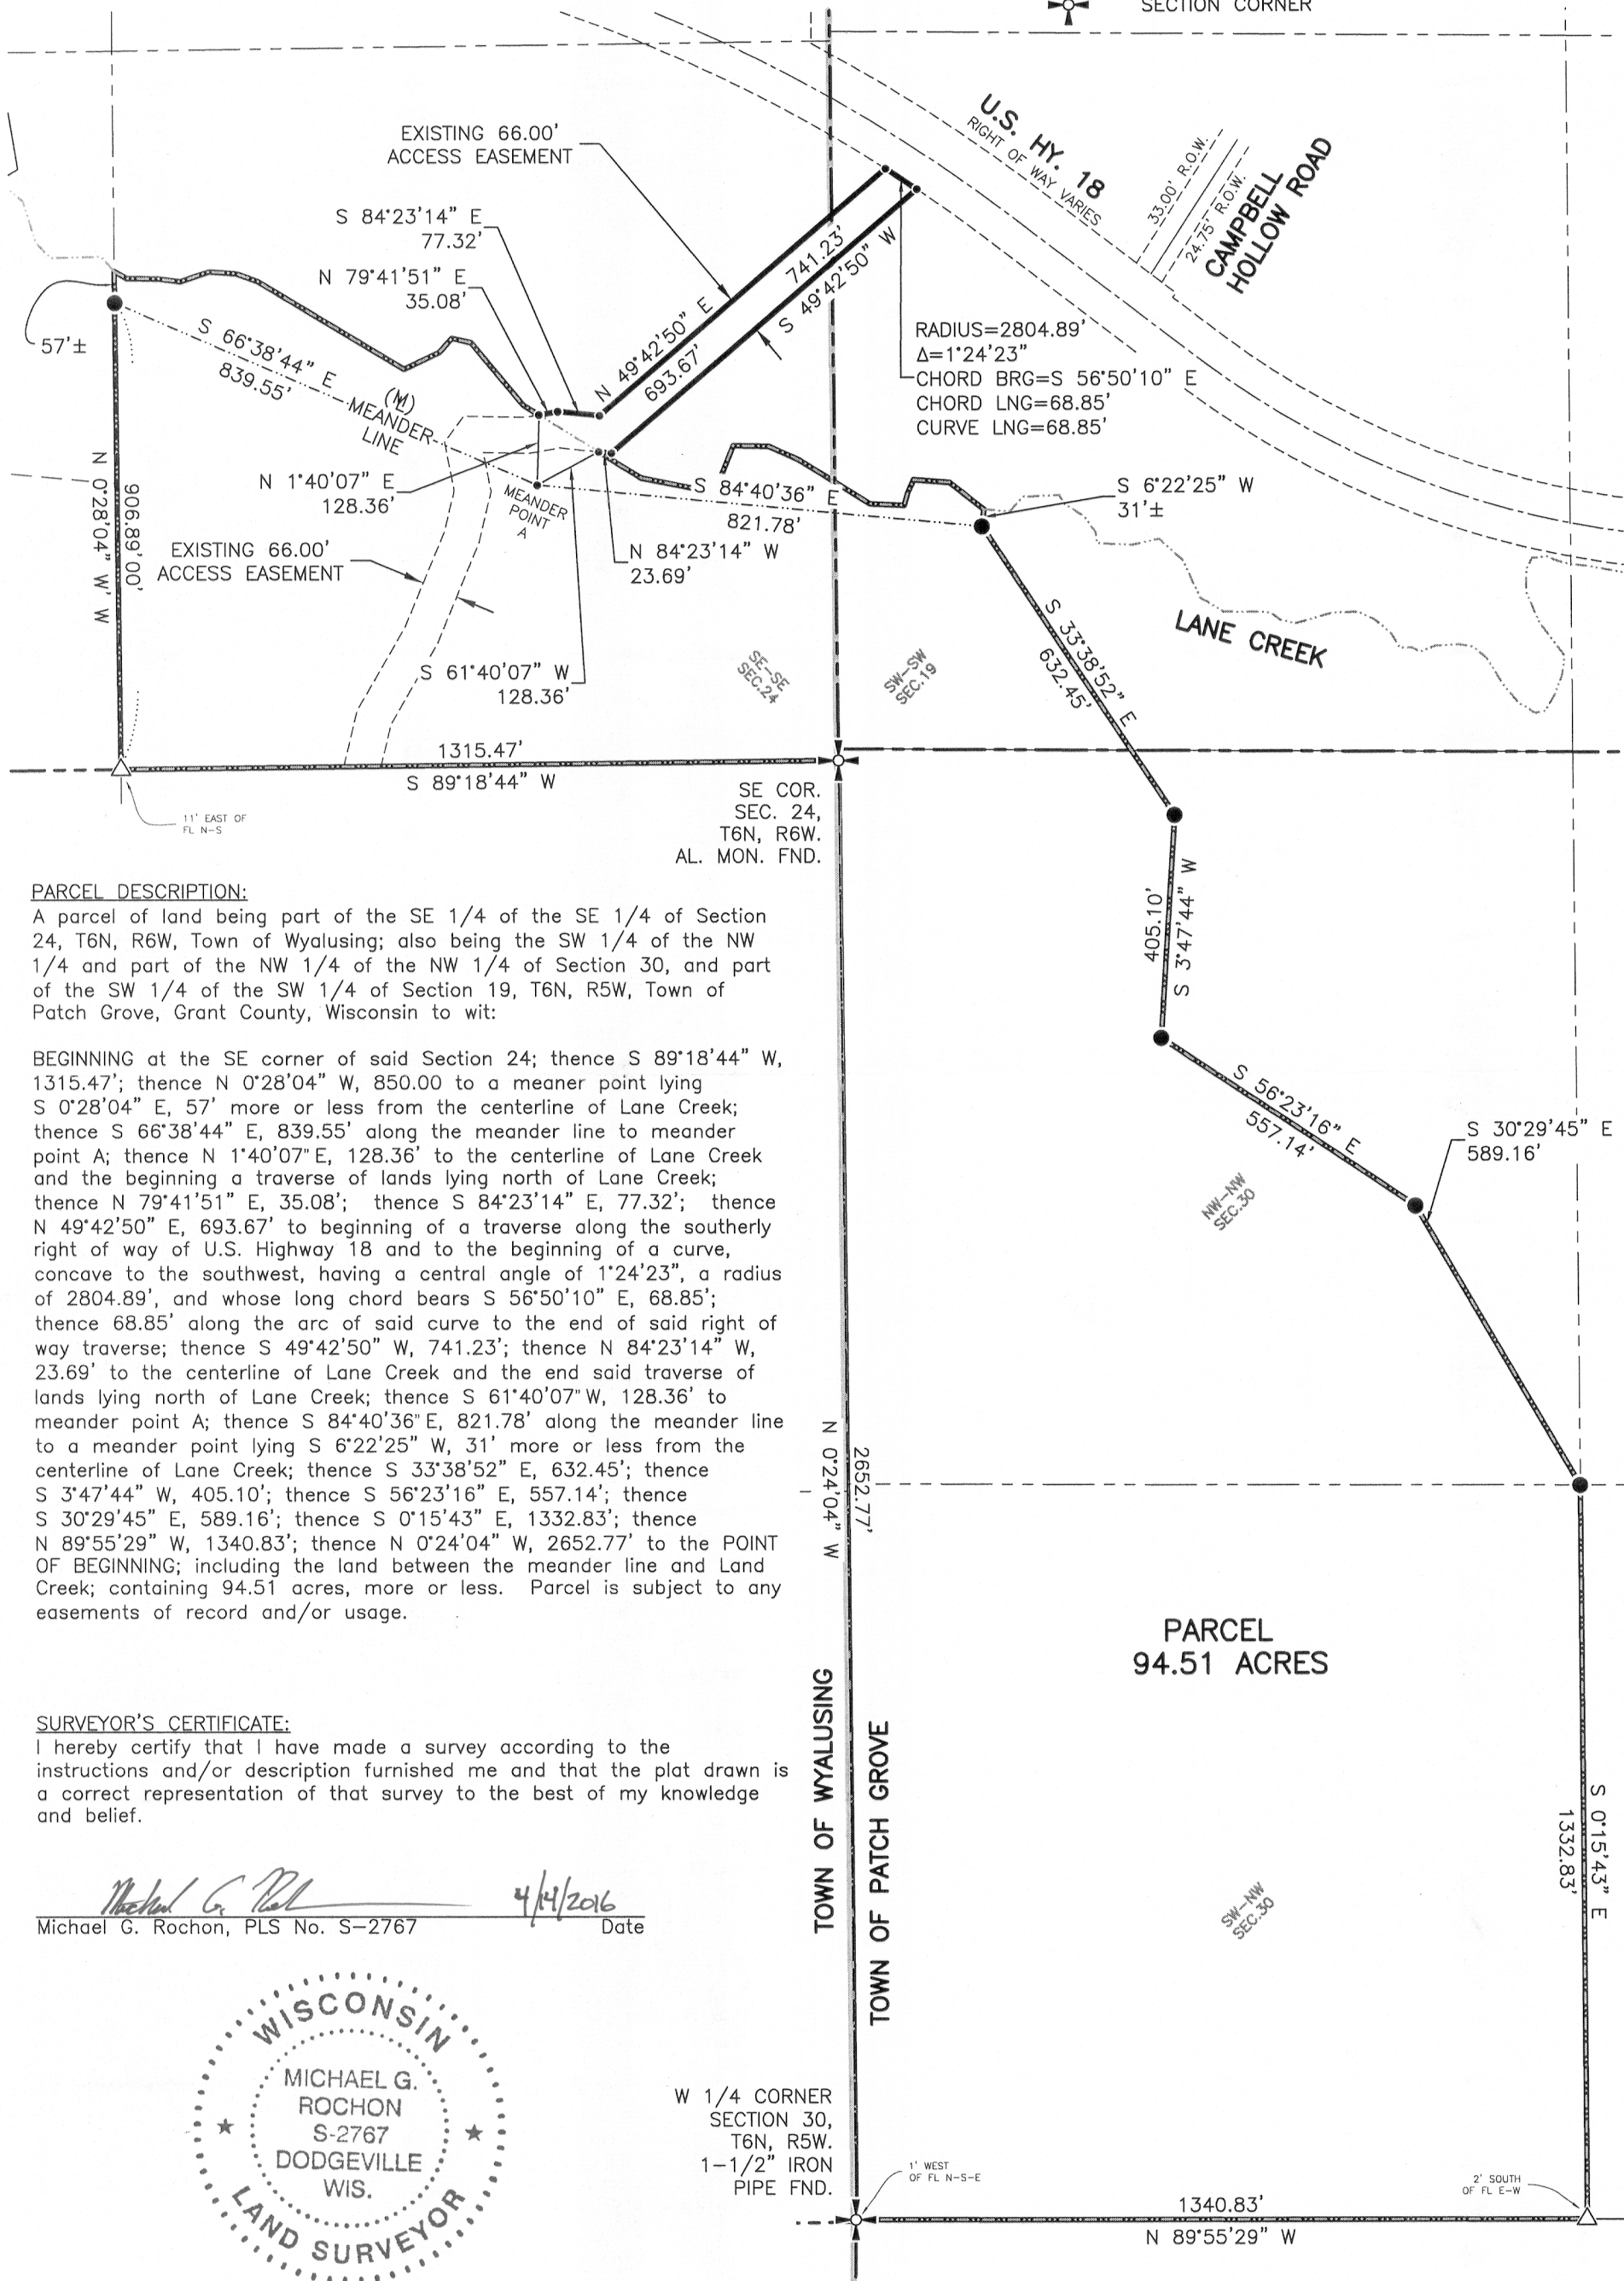 SECTION CORNER
EXISTING 66.00'
ACCESS EASEMENT
U.S. HY. 18
RIGHT OF WAY VARIES
33.00' R.O.W.
24.75' R.O.W.
CAMPBELL
HOLLOW ROAD
S 84°23'14" E
77.32'
N 79°41'51" E
35.08'
57'±
S 66°38'44" E
839.55'
(M)
MEANDER
LINE
N 49°42'50" E
741.23'
693.67'
S 49°42'50" W
RADIUS=2804.89'
Δ=1°24'23"
CHORD BRG=S 56°50'10" E
CHORD LNG=68.85'
CURVE LNG=68.85'
N 1°40'07" E
128.36'
MEANDER
POINT
A
S 84°40'36" E
821.78'
S 6°22'25" W
31'±
N 84°23'14" W
23.69'
N 0°28'04" W' W
906.89'00'
EXISTING 66.00'
ACCESS EASEMENT
S 61°40'07" W
128.36'
SE-SE
SEC.24
SW-SW
SEC.19
S 33°38'52" E
632.45'
LANE CREEK
1315.47'
S 89°18'44" W
11' EAST OF
FL N-S
SE COR.
SEC. 24,
T6N, R6W.
AL. MON. FND.
405.10'
S 3°47'44" W
S 56°23'16" E
557.14'
S 30°29'45" E
589.16'
NW-NW
SEC.30
PARCEL DESCRIPTION:
A parcel of land being part of the SE 1/4 of the SE 1/4 of Section
24, T6N, R6W, Town of Wyalusing; also being the SW 1/4 of the NW
1/4 and part of the NW 1/4 of the NW 1/4 of Section 30, and part
of the SW 1/4 of the SW 1/4 of Section 19, T6N, R5W, Town of
Patch Grove, Grant County, Wisconsin to wit:
BEGINNING at the SE corner of said Section 24; thence S 89°18'44" W,
1315.47'; thence N 0°28'04" W, 850.00 to a meaner point lying
S 0°28'04" E, 57' more or less from the centerline of Lane Creek;
thence S 66°38'44" E, 839.55' along the meander line to meander
point A; thence N 1°40'07" E, 128.36' to the centerline of Lane Creek
and the beginning a traverse of lands lying north of Lane Creek;
thence N 79°41'51" E, 35.08'; thence S 84°23'14" E, 77.32'; thence
N 49°42'50" E, 693.67' to beginning of a traverse along the southerly
right of way of U.S. Highway 18 and to the beginning of a curve,
concave to the southwest, having a central angle of 1°24'23", a radius
of 2804.89', and whose long chord bears S 56°50'10" E, 68.85';
thence 68.85' along the arc of said curve to the end of said right of
way traverse; thence S 49°42'50" W, 741.23'; thence N 84°23'14" W,
23.69' to the centerline of Lane Creek and the end said traverse of
lands lying north of Lane Creek; thence S 61°40'07" W, 128.36' to
meander point A; thence S 84°40'36" E, 821.78' along the meander line
to a meander point lying S 6°22'25" W, 31' more or less from the
centerline of Lane Creek; thence S 33°38'52" E, 632.45'; thence
S 3°47'44" W, 405.10'; thence S 56°23'16" E, 557.14'; thence
S 30°29'45" E, 589.16'; thence S 0°15'43" E, 1332.83'; thence
N 89°55'29" W, 1340.83'; thence N 0°24'04" W, 2652.77' to the POINT
OF BEGINNING; including the land between the meander line and Land
Creek; containing 94.51 acres, more or less. Parcel is subject to any
easements of record and/or usage.
N 0°24'04" W
2652.77'
PARCEL
94.51 ACRES
SURVEYOR'S CERTIFICATE:
I hereby certify that I have made a survey according to the
instructions and/or description furnished me and that the plat drawn is
a correct representation of that survey to the best of my knowledge
and belief.
TOWN OF WYALUSING
TOWN OF PATCH GROVE
S 0°15'43" E
1332.83'
SW-NW
SEC.30
4/14/2016
Michael G. Rochon, PLS No. S-2767 Date
WISCONSIN
MICHAEL G.
ROCHON
S-2767
DODGEVILLE
WIS.
LAND SURVEYOR
W 1/4 CORNER
SECTION 30,
T6N, R5W.
1-1/2" IRON
PIPE FND.
1' WEST
OF FL N-S-E
2' SOUTH
OF FL E-W
1340.83'
N 89°55'29" W